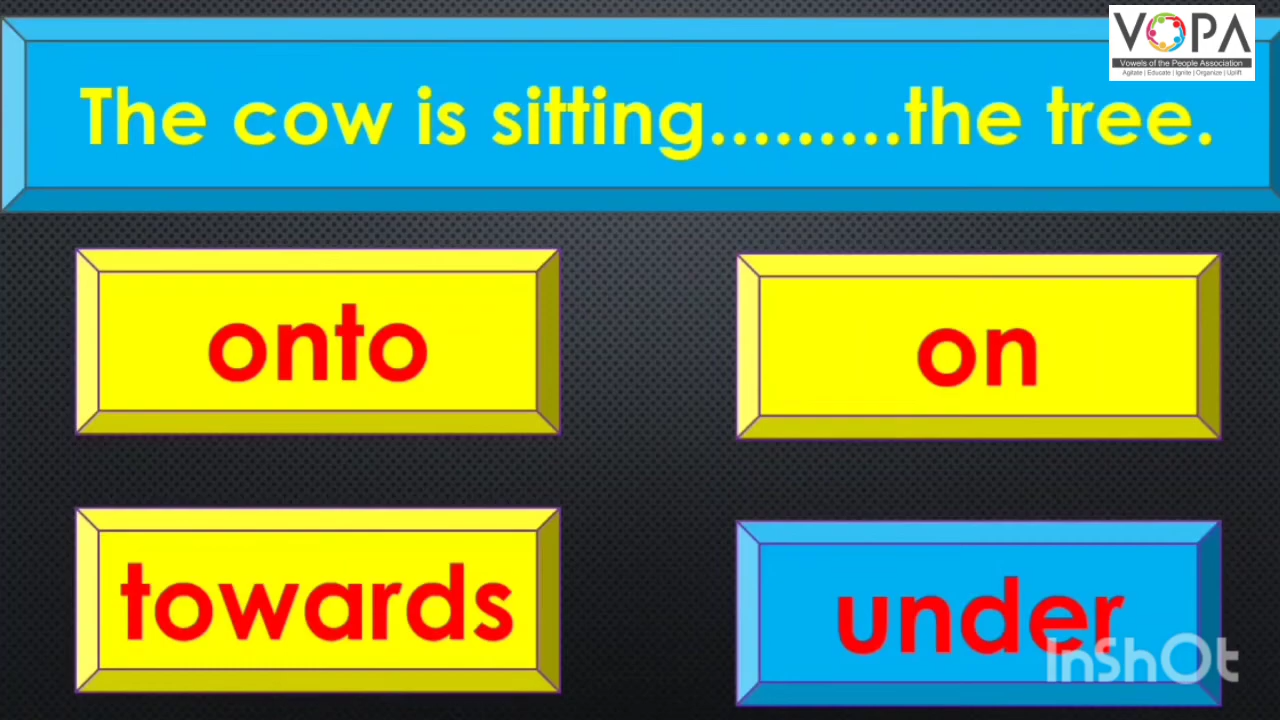 VOPA
Vowels of the People Association
Agitate | Educate | Ignite | Organize | Uplift
The cow is sitting.........the tree.
onto
on
towards
under
InShOt